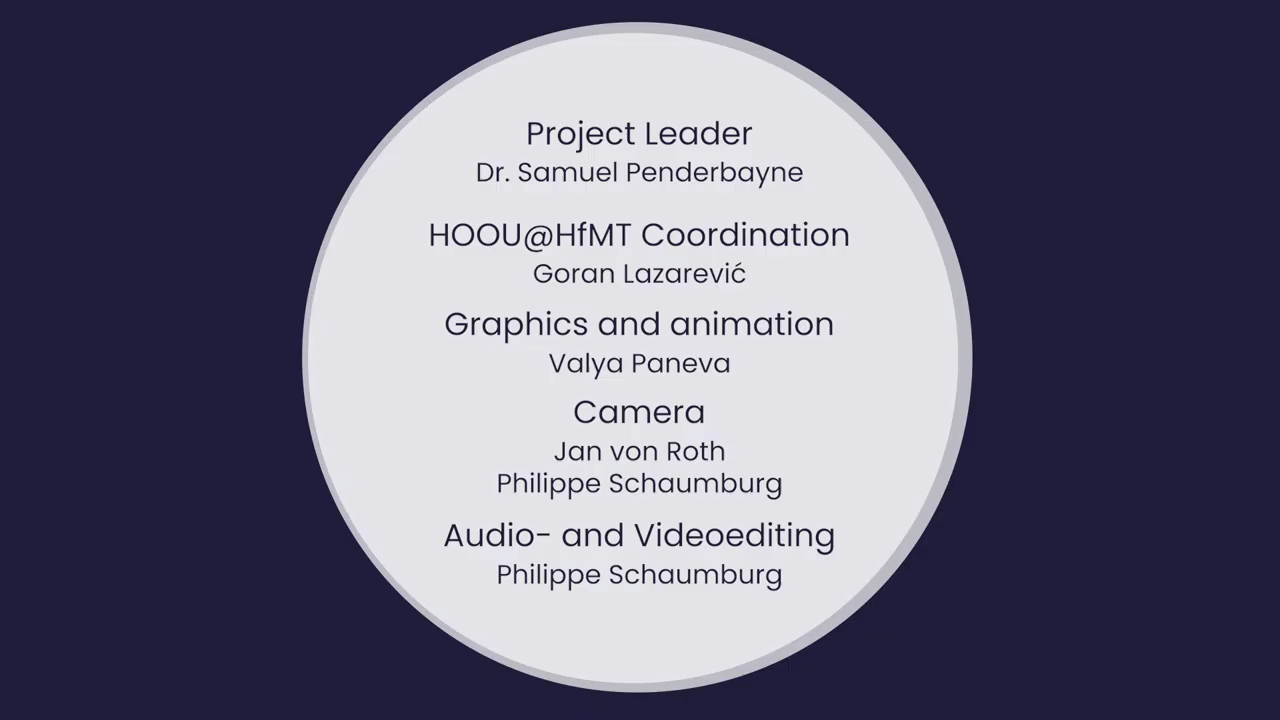 Project Leader
Dr. Samuel Penderbayne
HOOU@HfMT Coordination
Goran Lazarević
Graphics and animation
Valya Paneva
Camera
Jan von Roth
Philippe Schaumburg
Audio- and Videoediting
Philippe Schaumburg